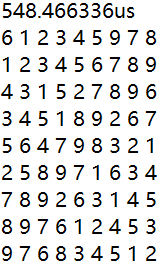 548.466336us
6 1 2 3 4 5 9 7 8
1 2 3 4 5 6 7 8 9
4 3 1 5 2 7 8 9 6
3 4 5 1 8 9 2 6 7
5 6 4 7 9 8 3 2 1
2 5 8 9 7 1 6 3 4
7 8 9 2 6 3 1 4 5
8 9 7 6 1 2 4 5 3
9 7 6 8 3 4 5 1 2